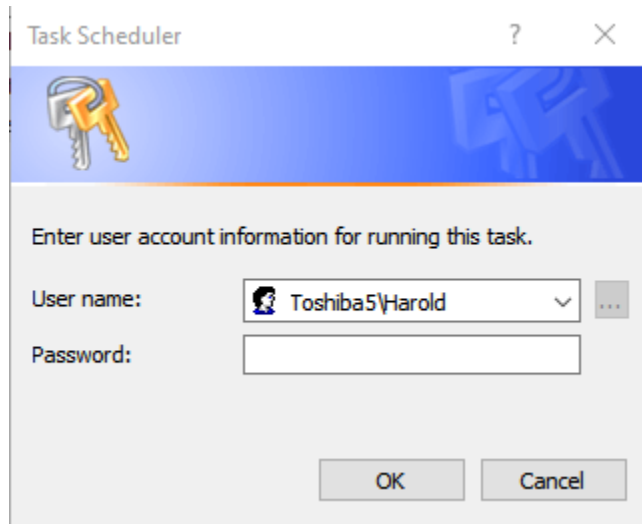 Task Scheduler ?
Enter user account information for running this task.
User name: Toshiba5\Harold ...
Password:
OK Cancel